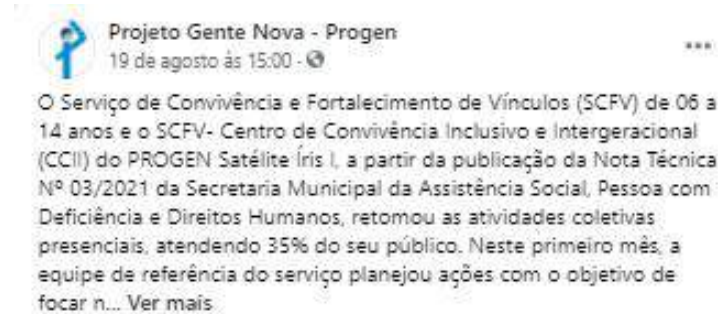 Projeto Gente Nova - Progen
19 de agosto às 15:00 ·
O Serviço de Convivência e Fortalecimento de Vínculos (SCFV) de 06 a
14 anos e o SCFV- Centro de Convivência Inclusivo e Intergeracional
(CCII) do PROGEN Satélite Íris I, a partir da publicação da Nota Técnica
Nº 03/2021 da Secretaria Municipal da Assistência Social, Pessoa com
Deficiência e Direitos Humanos, retomou as atividades coletivas
presenciais, atendendo 35% do seu público. Neste primeiro mês, a
equipe de referência do serviço planejou ações com o objetivo de
focar n... Ver mais